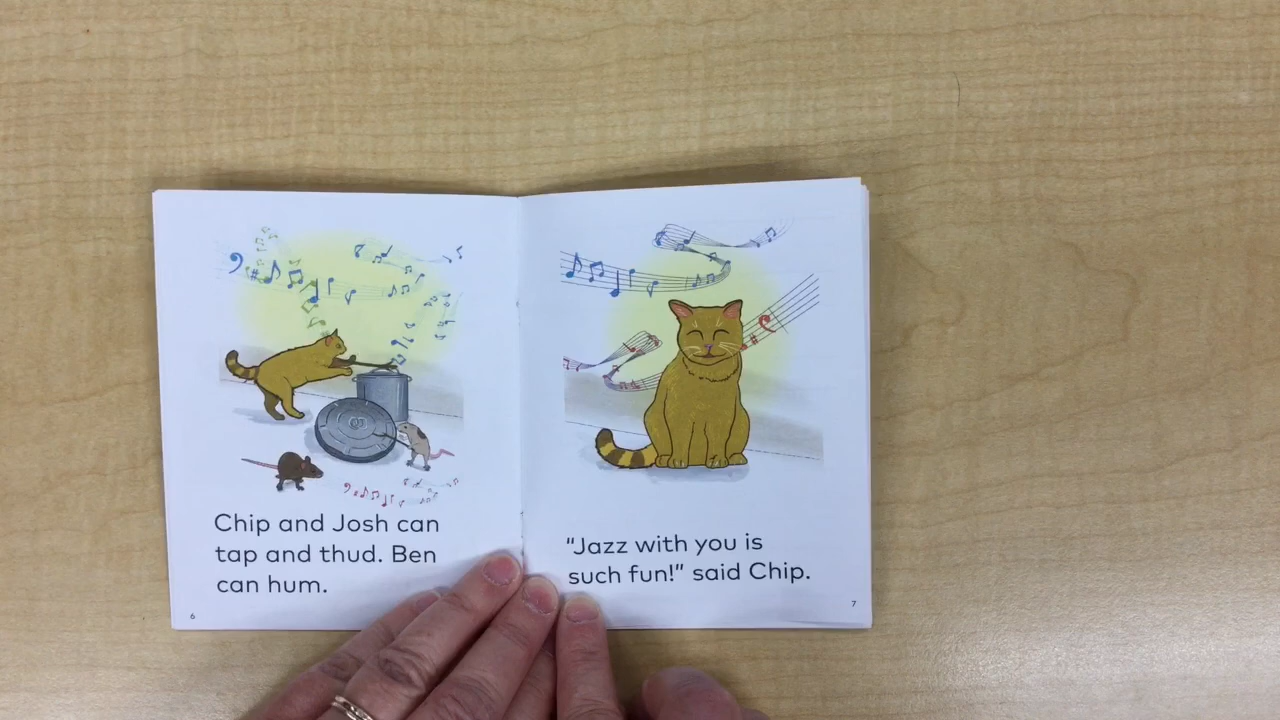 Chip and Josh can
tap and thud. Ben
can hum.
6
“Jazz with you is
such fun!” said Chip.
7